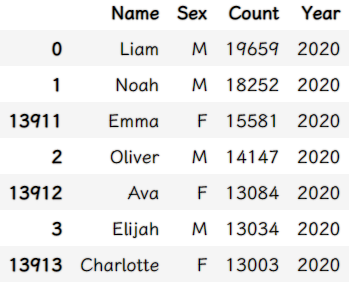 Name Sex Count Year
0 Liam M 19659 2020
1 Noah M 18252 2020
13911 Emma F 15581 2020
2 Oliver M 14147 2020
13912 Ava F 13084 2020
3 Elijah M 13034 2020
13913 Charlotte F 13003 2020